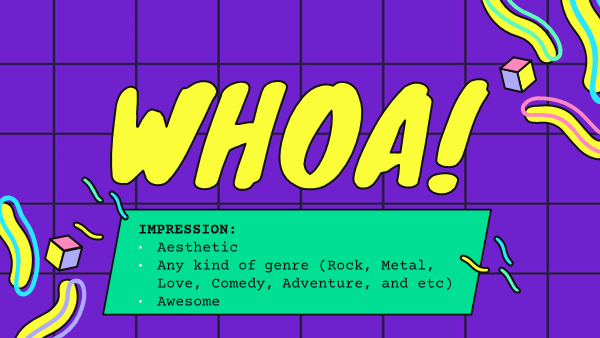 WHOA!
IMPRESSION:
· Aesthetic
· Any kind of genre (Rock, Metal,
Love, Comedy, Adventure, and etc)
· Awesome